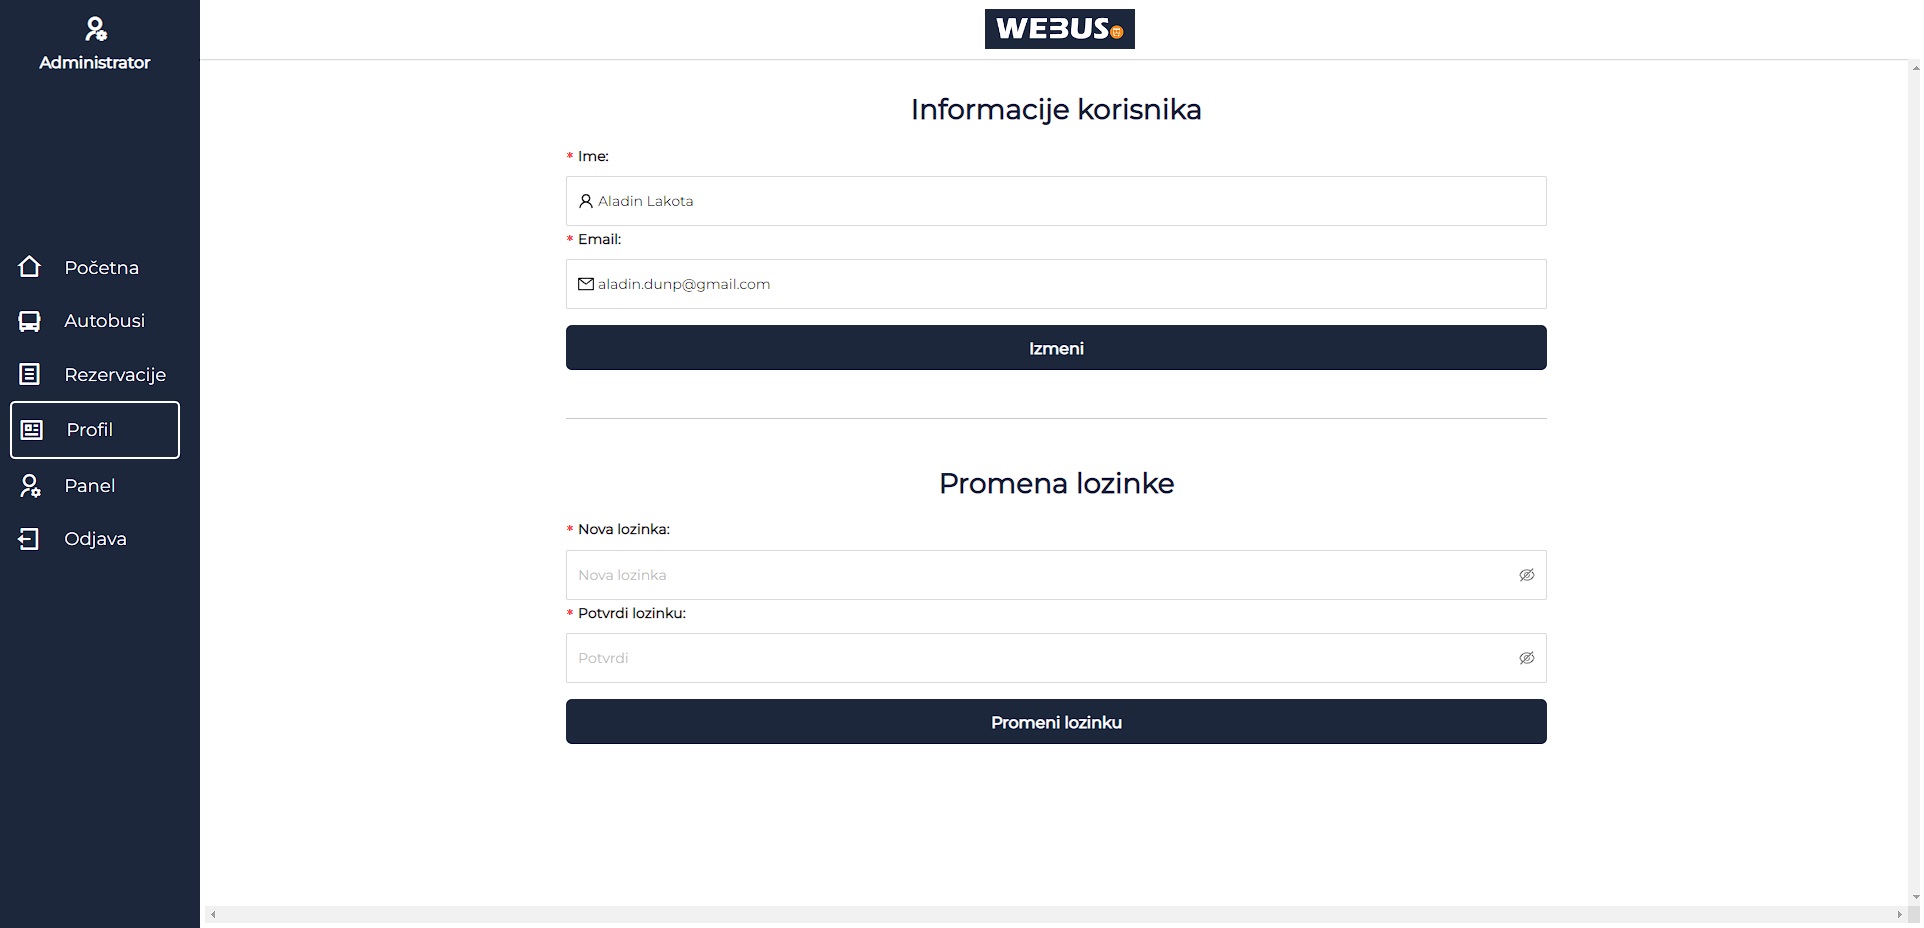 Administrator
Početna
Autobusi
Rezervacije
Profil
Panel
Odjava
WEBUS
Informacije korisnika
* Ime:
Aladin Lakota
* Email:
aladin.dunp@gmail.com
Izmeni
Promena lozinke
* Nova lozinka:
Nova lozinka
* Potvrdi lozinku:
Potvrdi
Promeni lozinku